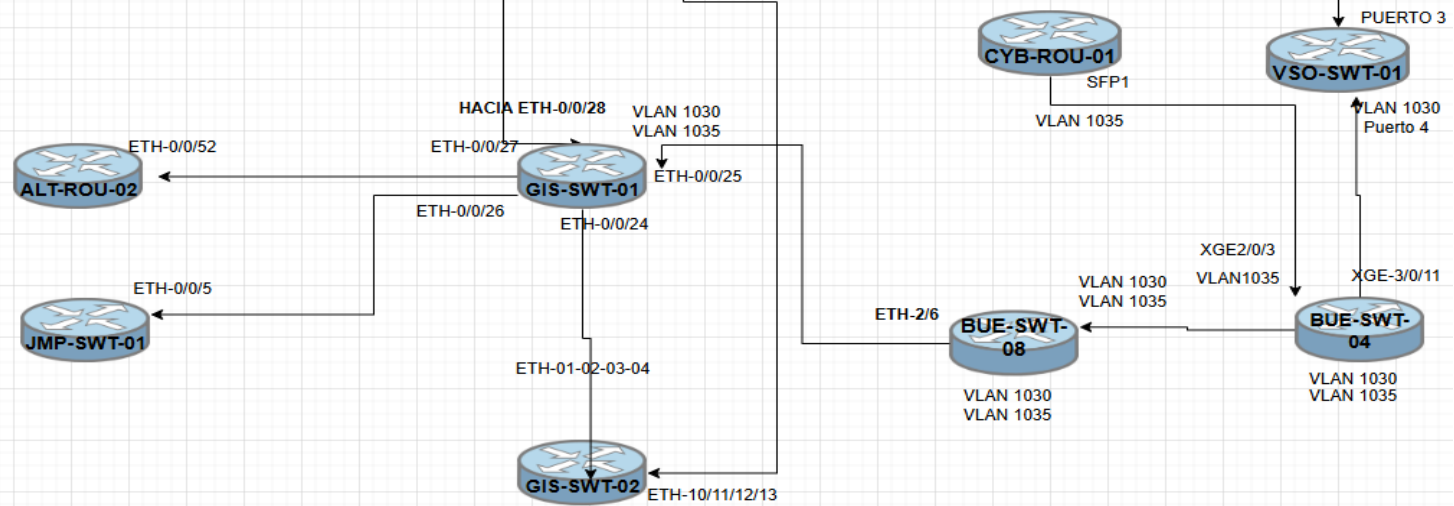 PUERTO 3
CYB-ROU-01
VSO-SWT-01
SFP1
HACIA ETH-0/0/28
VLAN 1030
VLAN 1035
VLAN 1035
VLAN 1030
Puerto 4
ETH-0/0/52
ETH-0/0/27
ETH-0/0/25
ALT-ROU-02
GIS-SWT-01
ETH-0/0/26
ETH-0/0/24
XGE2/0/3
VLAN1035
XGE-3/0/11
ETH-0/0/5
VLAN 1030
VLAN 1035
ETH-2/6
JMP-SWT-01
BUE-SWT-
08
BUE-SWT-
04
ETH-01-02-03-04
VLAN 1030
VLAN 1035
VLAN 1030
VLAN 1035
GIS-SWT-02
ETH-10/11/12/13